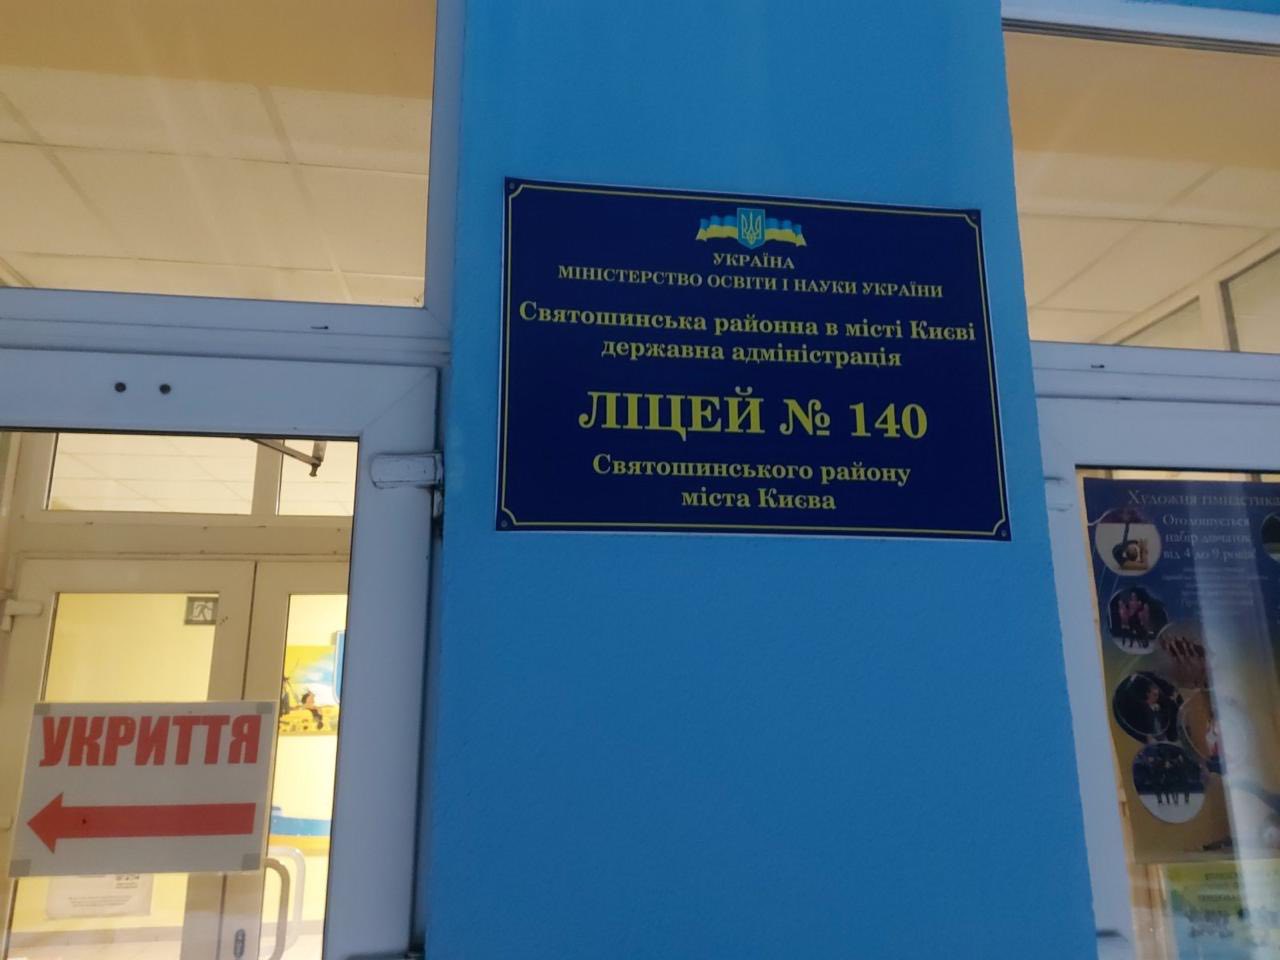 УКРАЇНА
МІНІСТЕРСТВО ОСВІТИ І НАУКИ УКРАЇНИ
Святошинська районна в місті Києві
державна адміністрація
ЛІЦЕЙ № 140
Святошинського району
міста Києва
УКРИТТЯ
Художня гімнастика
Оголошується
набір дівчаток
від 4 до 9 років